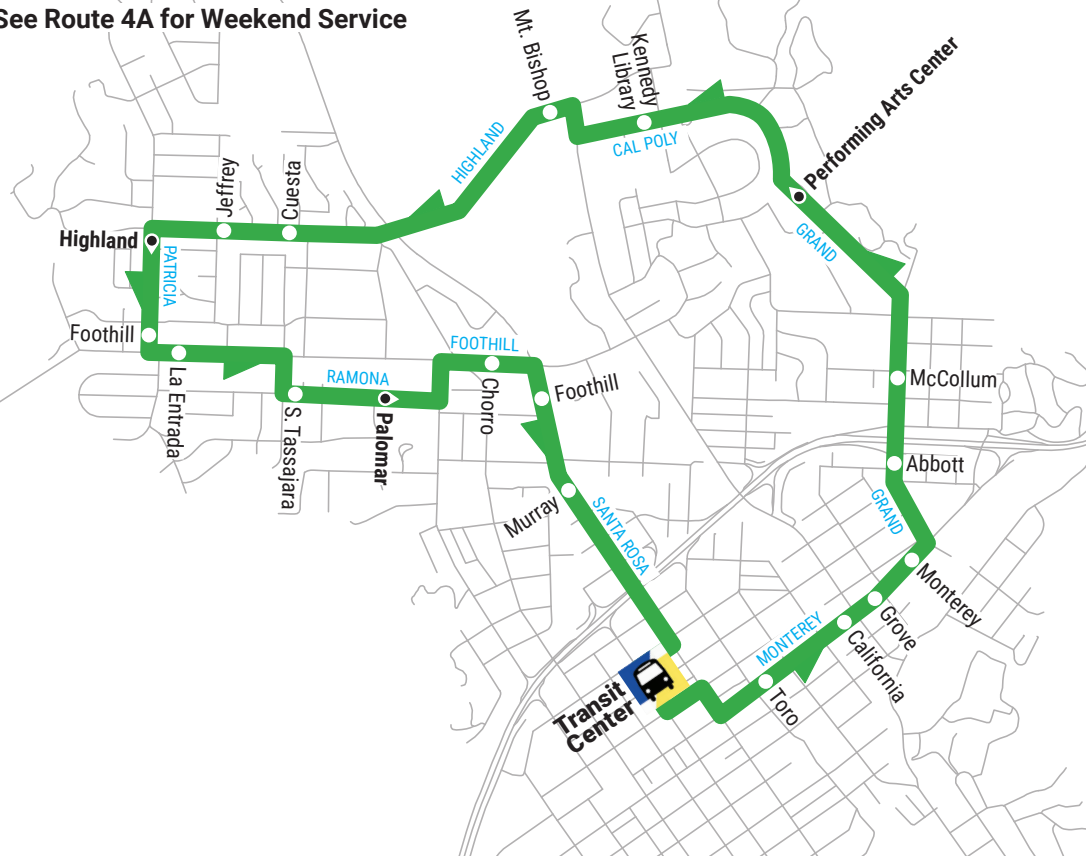 See Route 4A for Weekend Service
Mt. Bishop
Kennedy
Library
CAL POLY
Performing Arts Center
HIGHLAND
Jeffrey
Cuesta
Highland
PATRICIA
GRAND
Foothill
La Entrada
RAMONA
FOOTHILL
S. Tassajara
Palomar
Chorro
Foothill
McCollum
Abbott
GRAND
Murray
SANTA ROSA
Monterey
Grove
California
MONTEREY
Toro
Transit
Center